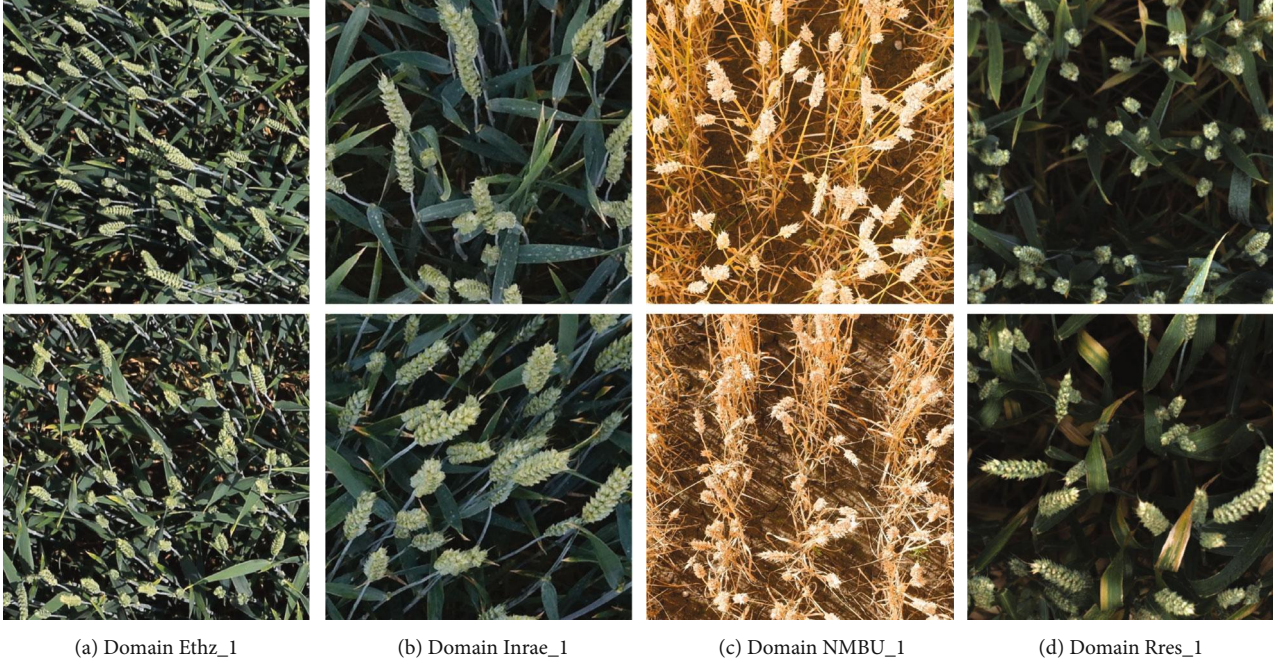 (a) Domain Ethz_1
(b) Domain Inrae_1
(c) Domain NMBU_1
(d) Domain Rres_1